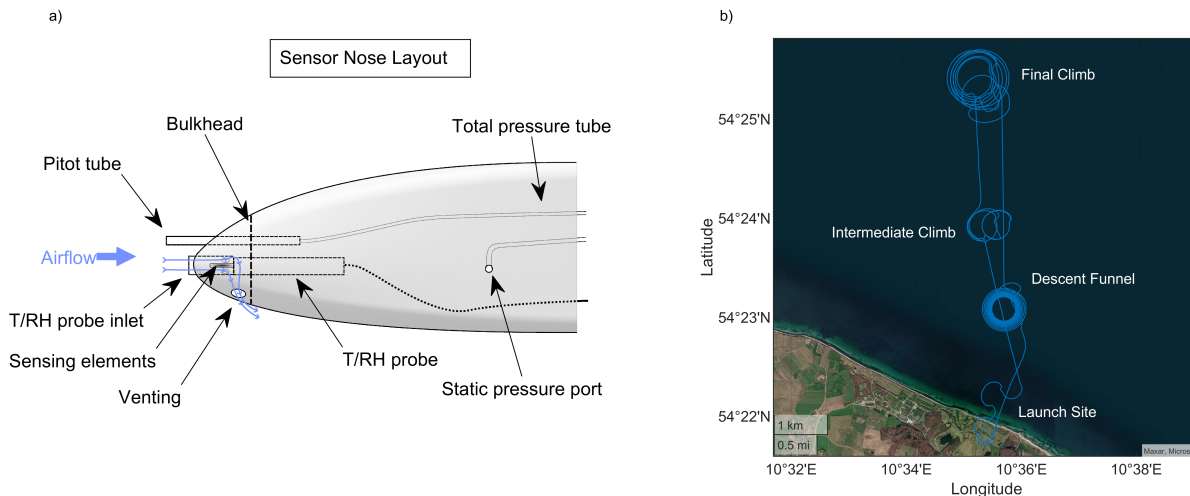 a)
Sensor Nose Layout
Bulkhead
Total pressure tube
Pitot tube
Airflow
T/RH probe inlet
Sensing elements
T/RH probe
Venting
Static pressure port
b)
Final Climb
54°25'N
54°24'N
Intermediate Climb
Latitude
Descent Funnel
54°23'N
Launch Site
54°22'N
1 km
0.5 mi
Maxar, Micros
10°32'E 10°34'E 10°36'E 10°38'E
Longitude